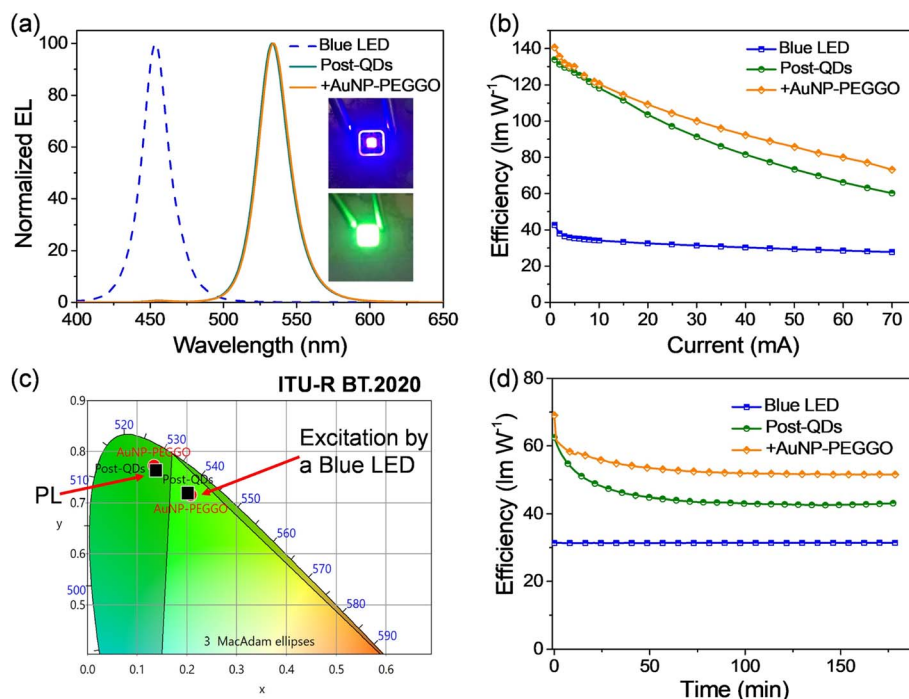 (a)
Normalized EL
100
80
60
40
20
0
Blue LED
Post-QDs
+AuNP-PEGGO
400 450 500 550 600 650
Wavelength (nm)
(b)
Efficiency (lm W⁻¹)
160
140
120
100
80
60
40
20
0
Blue LED
Post-QDs
+AuNP-PEGGO
0 10 20 30 40 50 60 70
Current (mA)
(c)
ITU-R BT.2020
0.9
0.8
0.7
y
0.6
0.5
520
530
540
550
560
570
580
590
510
500
AuNP-PEGGO
Post-QDs
Post-QDs
AuNP-PEGGO
PL
Excitation by
a Blue LED
3 MacAdam ellipses
0.0 0.1 0.2 0.3 0.4 0.5 0.6
x
(d)
Efficiency (lm W⁻¹)
80
60
40
20
0
Blue LED
Post-QDs
+AuNP-PEGGO
0 50 100 150
Time (min)